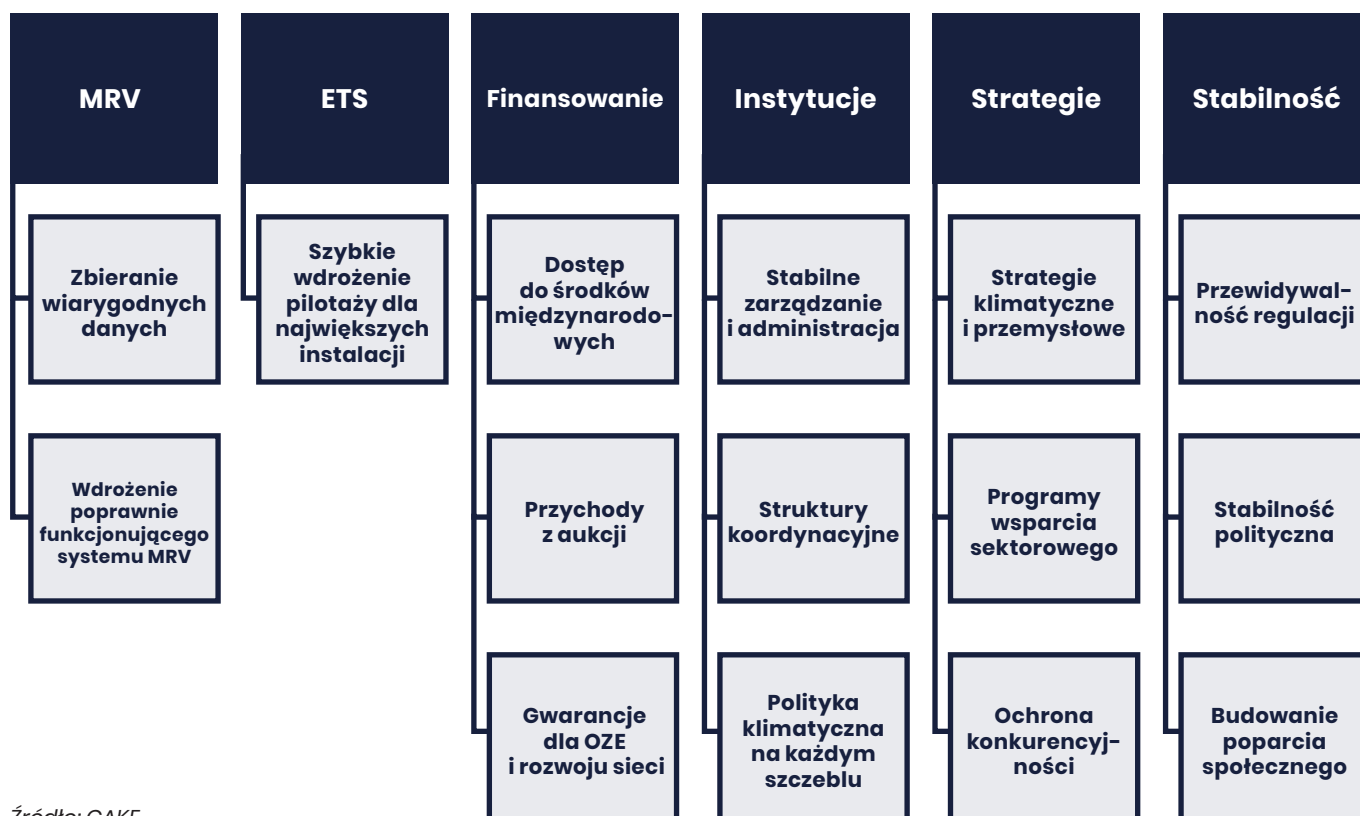 MRV
ETS
Finansowanie
Instytucje
Strategie
Stabilność
Zbieranie
wiarygodnych
danych
Wdrożenie
poprawnie
funkcjonującego
systemu MRV
Szybkie
wdrożenie
pilotaży dla
największych
instalacji
Dostęp
do środków
międzynarodo-
wych
Przychody
z aukcji
Gwarancje
dla OZE
i rozwoju sieci
Stabilne
zarządzanie
i administracja
Struktury
koordynacyjne
Polityka
klimatyczna
na każdym
szczeblu
Strategie
klimatyczne
i przemysłowe
Programy
wsparcia
sektorowego
Ochrona
konkurencyj-
ności
Przewidywal-
ność regulacji
Stabilność
polityczna
Budowanie
poparcia
społecznego
Źródło: CAKE